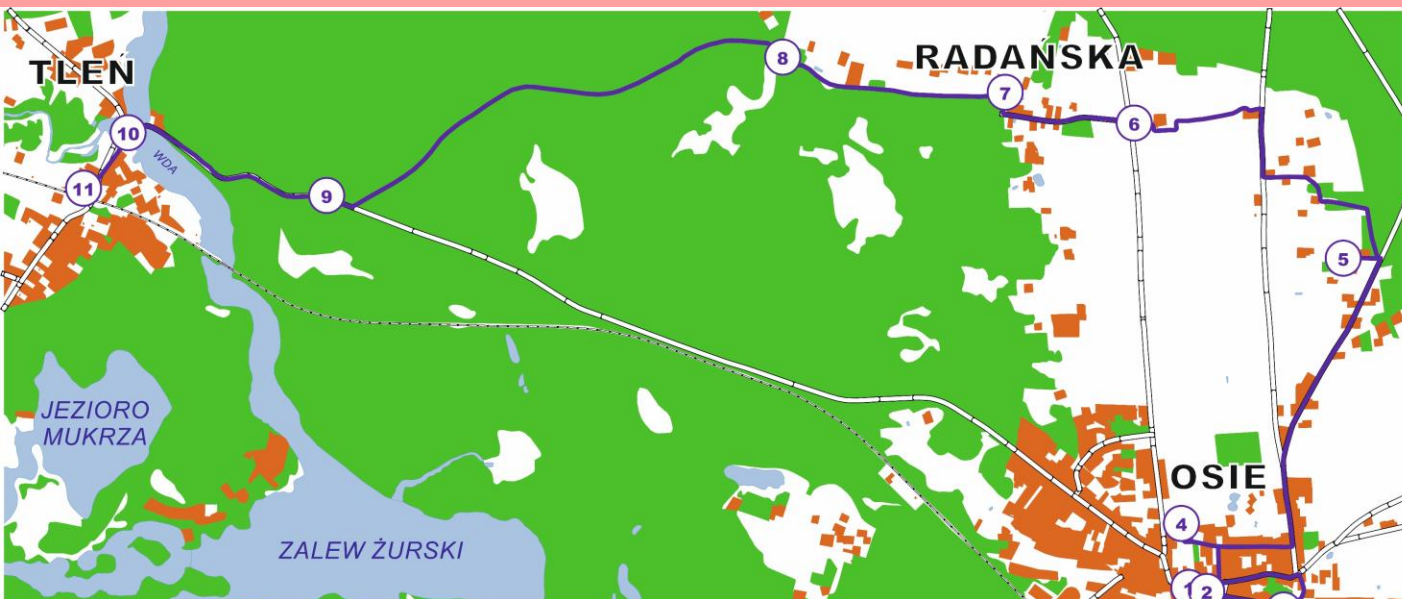 TLEŃ
RADAŃSKA
8
7
6
10
WDA
11
9
5
JEZIORO
MUKRZA
OSIE
4
ZALEW ŻURSKI
1
2